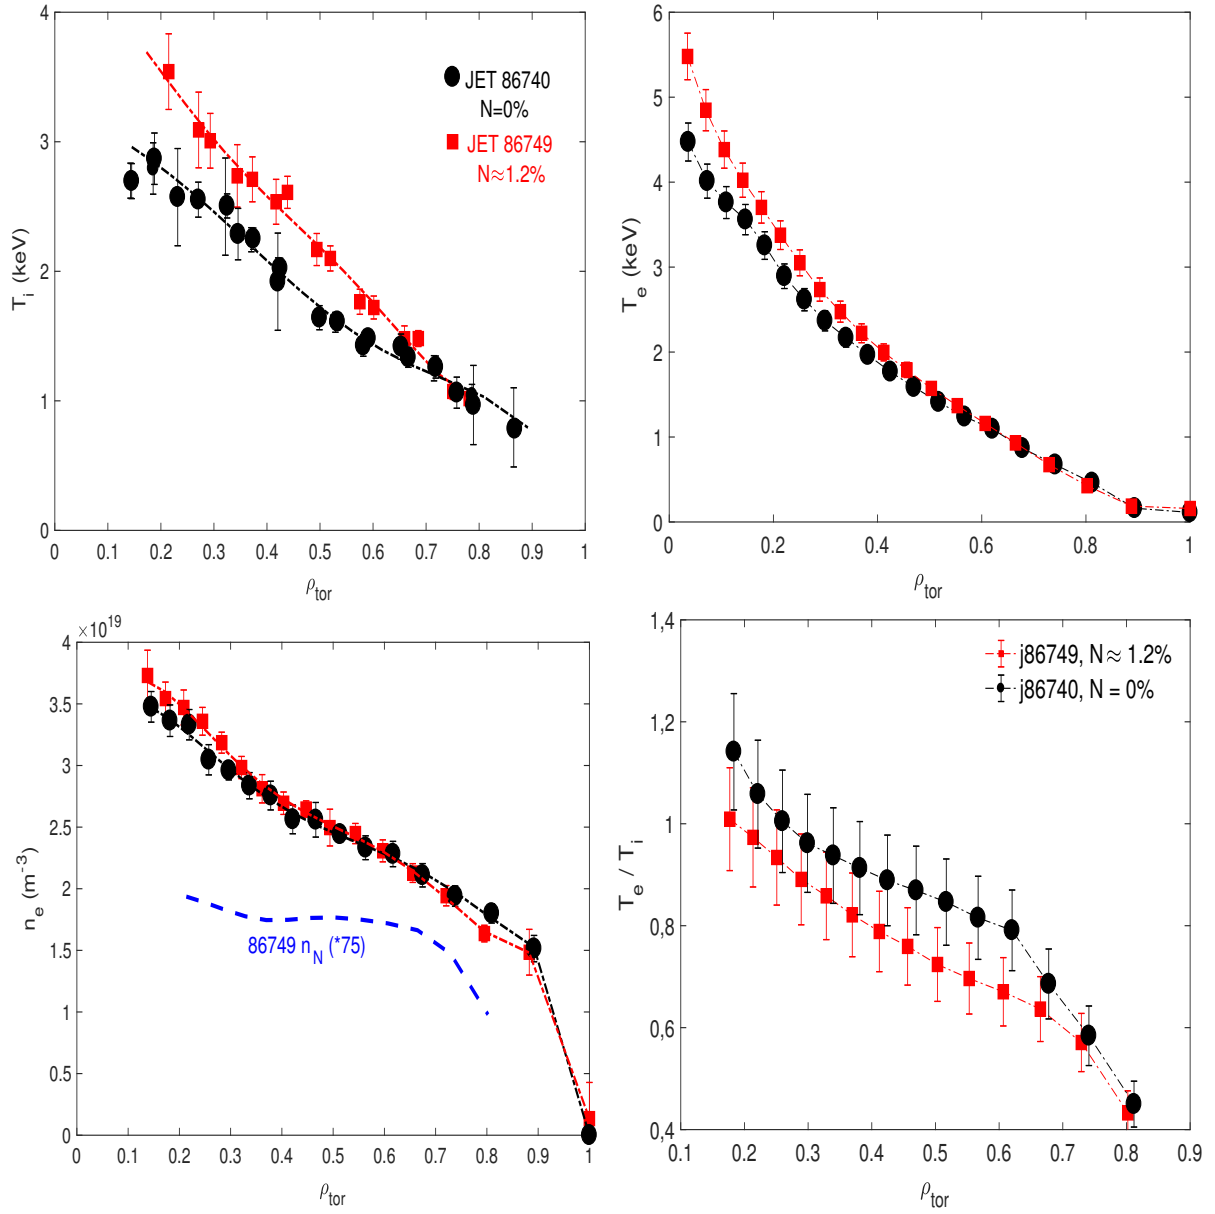 4
3
2
1
0
T_i (keV)
0 0.1 0.2 0.3 0.4 0.5 0.6 0.7 0.8 0.9 1
ρ_tor
JET 86740
N=0%
JET 86749
N≈1.2%
6
5
4
3
2
1
0
T_e (keV)
0 0.2 0.4 0.6 0.8 1
ρ_tor
×10^19
4
3.5
3
2.5
2
1.5
1
0.5
0
n_e (m^-3)
86749 n_N (*75)
0 0.1 0.2 0.3 0.4 0.5 0.6 0.7 0.8 0.9 1
ρ_tor
1,4
1,2
1
0,8
0,6
0,4
T_e / T_i
j86749, N ≈ 1.2%
j86740, N = 0%
0.1 0.2 0.3 0.4 0.5 0.6 0.7 0.8 0.9
ρ_tor